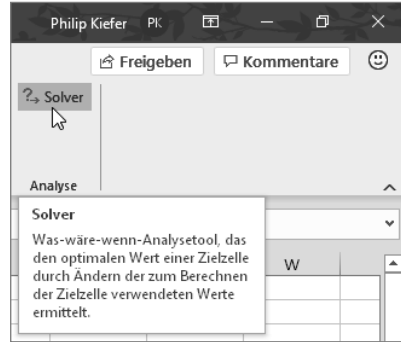 Philip Kiefer PK
Freigeben Kommentare
Solver
Analyse
Solver
Was-wäre-wenn-Analysetool, das
den optimalen Wert einer Zielzelle
durch Ändern der zum Berechnen
der Zielzelle verwendeten Werte
ermittelt.
W